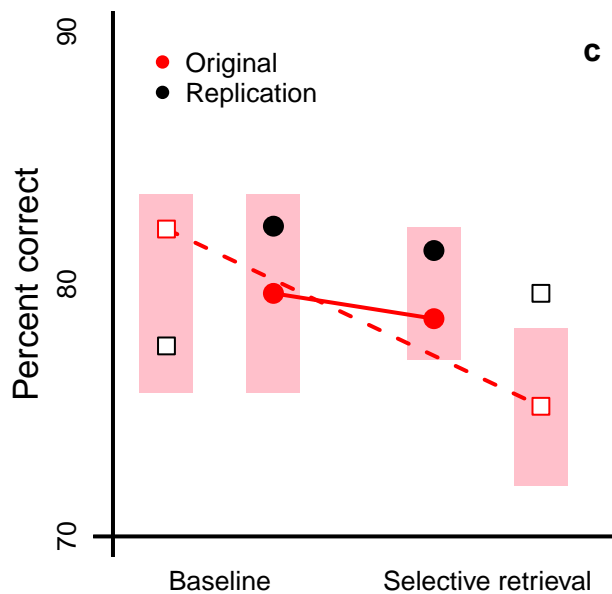 90
c
Original
Replication
Percent correct
80
70
Baseline
Selective retrieval